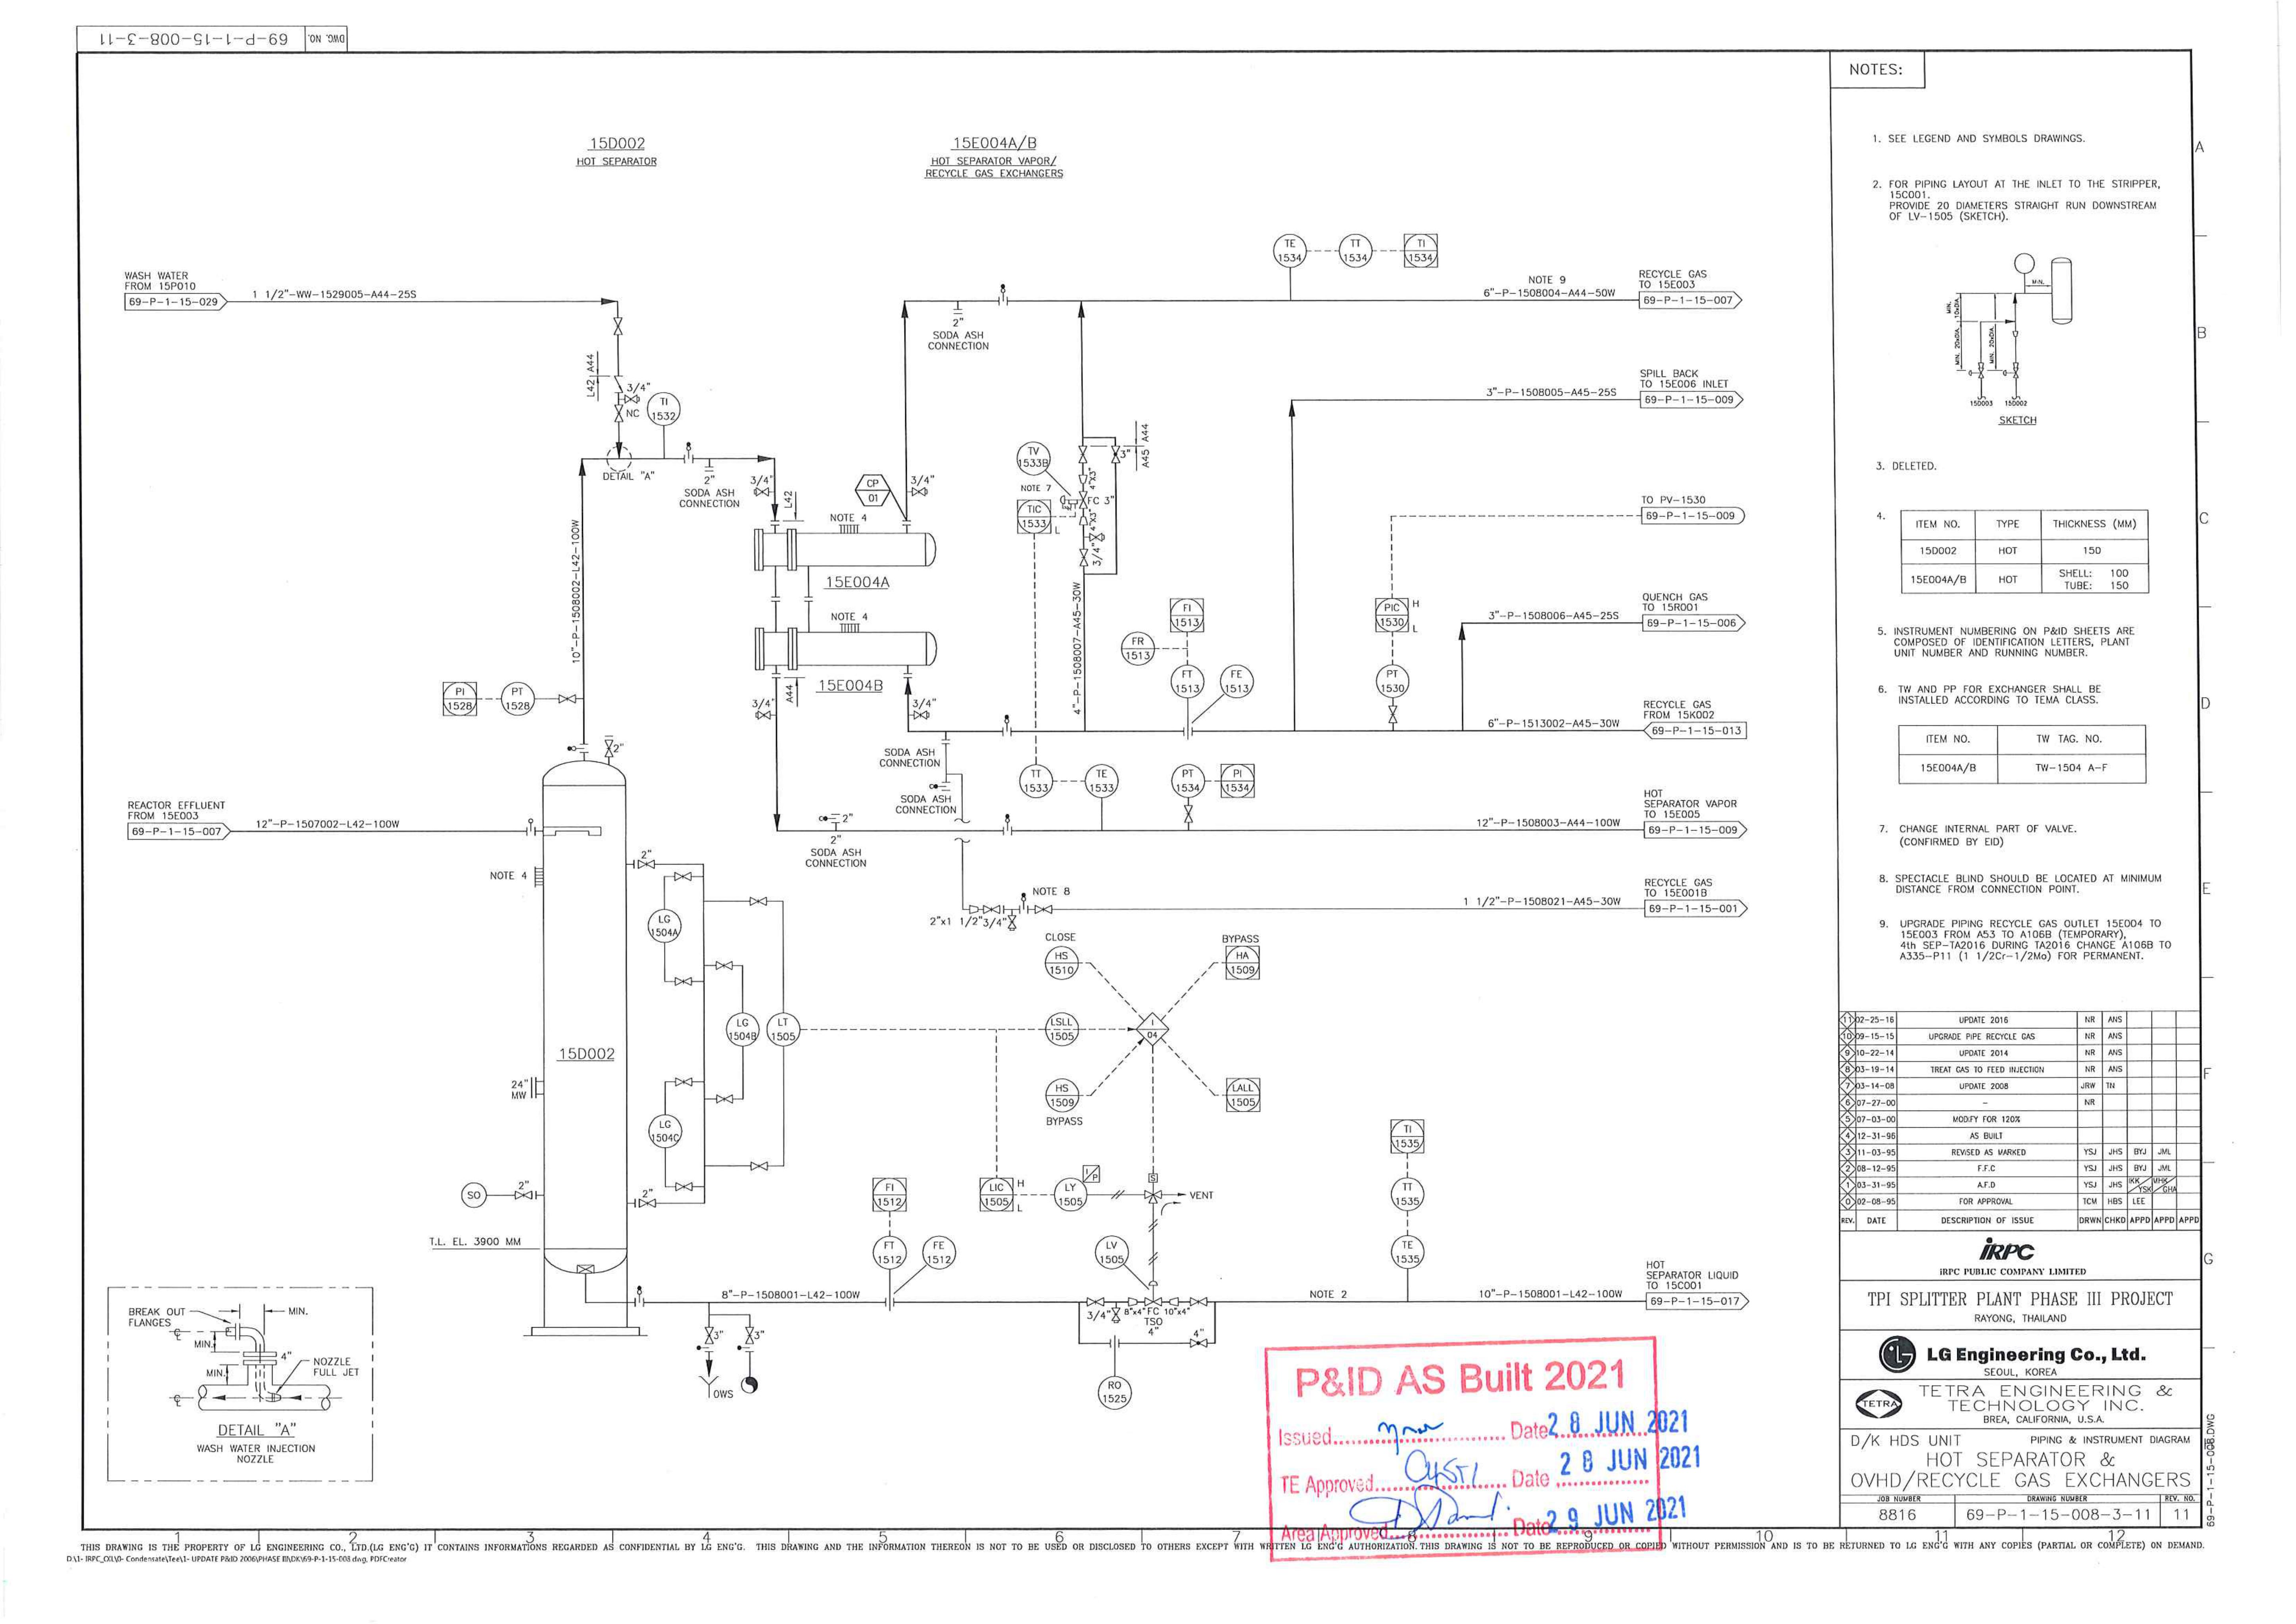 DWG. NO. 69-P-1-15-008-3-11
15D002
HOT SEPARATOR
15E004A/B
HOT SEPARATOR VAPOR/
RECYCLE GAS EXCHANGERS
WASH WATER
FROM 15P010
69-P-1-15-029
1 1/2"-WW-1529005-A44-25S
L42 A44
3/4"
NC
TI
1532
DETAIL "A"
2"
SODA ASH
CONNECTION
3/4"
L42
CP
01
3/4"
NOTE 4
15E004A
NOTE 4
15E004B
A44
3/4"
3/4"
10"-P-1508002-L42-100W
PI
1528
PT
1528
2"
2"
SODA ASH
CONNECTION
TE
1534
TT
1534
TI
1534
NOTE 9
6"-P-1508004-A44-50W
RECYCLE GAS
TO 15E003
69-P-1-15-007
SPILL BACK
TO 15E006 INLET
3"-P-1508005-A45-25S
69-P-1-15-009
TV
1533B
NOTE 7
TIC
1533
L
4"X3"
FC 3"
4"X3"
3/4"
3"
A45 A44
4"-P-1508007-A45-30W
TO PV-1530
69-P-1-15-009
FI
1513
FR
1513
FT
1513
FE
1513
PIC
1530
H
L
PT
1530
QUENCH GAS
TO 15R001
3"-P-1508006-A45-25S
69-P-1-15-006
RECYCLE GAS
FROM 15K002
6"-P-1513002-A45-30W
69-P-1-15-013
SODA ASH
CONNECTION
SODA ASH
CONNECTION
TT
1533
TE
1533
PT
1534
PI
1534
HOT
SEPARATOR VAPOR
TO 15E005
12"-P-1508003-A44-100W
69-P-1-15-009
2"
2"
SODA ASH
CONNECTION
REACTOR EFFLUENT
FROM 15E003
69-P-1-15-007
12"-P-1507002-L42-100W
NOTE 4
2"
LG
1504A
LG
1504B
LT
1505
LG
1504C
15D002
24"
MW
SO
2"
2"
T.L. EL. 3900 MM
RECYCLE GAS
TO 15E001B
NOTE 8
1 1/2"-P-1508021-A45-30W
69-P-1-15-001
2"x1 1/2"
3/4"
CLOSE
HS
1510
BYPASS
HA
1509
LSLL
1505
I
04
HS
1509
BYPASS
LALL
1505
FI
1512
LIC
1505
H
L
LY
1505
I/P
S
VENT
TI
1535
TT
1535
TE
1535
FT
1512
FE
1512
LV
1505
8"-P-1508001-L42-100W
3/4"
8"x4"
FC
10"x4"
TSO
4"
4"
RO
1525
NOTE 2
10"-P-1508001-L42-100W
HOT
SEPARATOR LIQUID
TO 15C001
69-P-1-15-017
3"
3"
OWS
BREAK OUT
FLANGES
MIN.
MIN.
MIN.
4"
NOZZLE
FULL JET
DETAIL "A"
WASH WATER INJECTION
NOZZLE
P&ID AS Built 2021
Issued Date 28 JUN 2021
TE Approved Date 28 JUN 2021
Area Approved Date 29 JUN 2021
NOTES:
1. SEE LEGEND AND SYMBOLS DRAWINGS.
2. FOR PIPING LAYOUT AT THE INLET TO THE STRIPPER,
15C001.
PROVIDE 20 DIAMETERS STRAIGHT RUN DOWNSTREAM
OF LV-1505 (SKETCH).
MIN.
MIN. 10xDIA.
MIN. 20xDIA.
MIN. 20xDIA.
15D003 15D002
SKETCH
3. DELETED.
4.
ITEM NO. TYPE THICKNESS (MM)
15D002 HOT 150
15E004A/B HOT SHELL: 100
TUBE: 150
5. INSTRUMENT NUMBERING ON P&ID SHEETS ARE
COMPOSED OF IDENTIFICATION LETTERS, PLANT
UNIT NUMBER AND RUNNING NUMBER.
6. TW AND PP FOR EXCHANGER SHALL BE
INSTALLED ACCORDING TO TEMA CLASS.
ITEM NO. TW TAG. NO.
15E004A/B TW-1504 A-F
7. CHANGE INTERNAL PART OF VALVE.
(CONFIRMED BY EID)
8. SPECTACLE BLIND SHOULD BE LOCATED AT MINIMUM
DISTANCE FROM CONNECTION POINT.
9. UPGRADE PIPING RECYCLE GAS OUTLET 15E004 TO
15E003 FROM A53 TO A106B (TEMPORARY),
4th SEP-TA2016 DURING TA2016 CHANGE A106B TO
A335-P11 (1 1/2Cr-1/2Mo) FOR PERMANENT.
11 02-25-16 UPDATE 2016 NR ANS
10 09-15-15 UPGRADE PIPE RECYCLE GAS NR ANS
9 10-22-14 UPDATE 2014 NR ANS
8 03-19-14 TREAT GAS TO FEED INJECTION NR ANS
7 03-14-08 UPDATE 2008 JRW TN
6 07-27-00 - NR
5 07-03-00 MODIFY FOR 120%
4 12-31-96 AS BUILT
3 11-03-95 REVISED AS MARKED YSJ JHS BYJ JML
2 08-12-95 F.F.C YSJ JHS BYJ JML
1 03-31-95 A.F.D YSJ JHS IKK/YSK MHK/GHA
0 02-08-95 FOR APPROVAL TCM HBS LEE
REV. DATE DESCRIPTION OF ISSUE DRWN CHKD APPD APPD APPD
iRPC
iRPC PUBLIC COMPANY LIMITED
TPI SPLITTER PLANT PHASE III PROJECT
RAYONG, THAILAND
LG Engineering Co., Ltd.
SEOUL, KOREA
TETRA
TETRA ENGINEERING &
TECHNOLOGY INC.
BREA, CALIFORNIA, U.S.A.
D/K HDS UNIT PIPING & INSTRUMENT DIAGRAM
HOT SEPARATOR &
OVHD/RECYCLE GAS EXCHANGERS
JOB NUMBER DRAWING NUMBER REV. NO.
8816 69-P-1-15-008-3-11 11
A
B
C
D
E
F
G
69-P-1-15-008.DWG
1 2 3 4 5 6 7 9 10 11 12
THIS DRAWING IS THE PROPERTY OF LG ENGINEERING CO., LTD.(LG ENG'G) IT CONTAINS INFORMATIONS REGARDED AS CONFIDENTIAL BY LG ENG'G. THIS DRAWING AND THE INFORMATION THEREON IS NOT TO BE USED OR DISCLOSED TO OTHERS EXCEPT WITH WRITTEN LG ENG'G AUTHORIZATION. THIS DRAWING IS NOT TO BE REPRODUCED OR COPIED WITHOUT PERMISSION AND IS TO BE RETURNED TO LG ENG'G WITH ANY COPIES (PARTIAL OR COMPLETE) ON DEMAND.